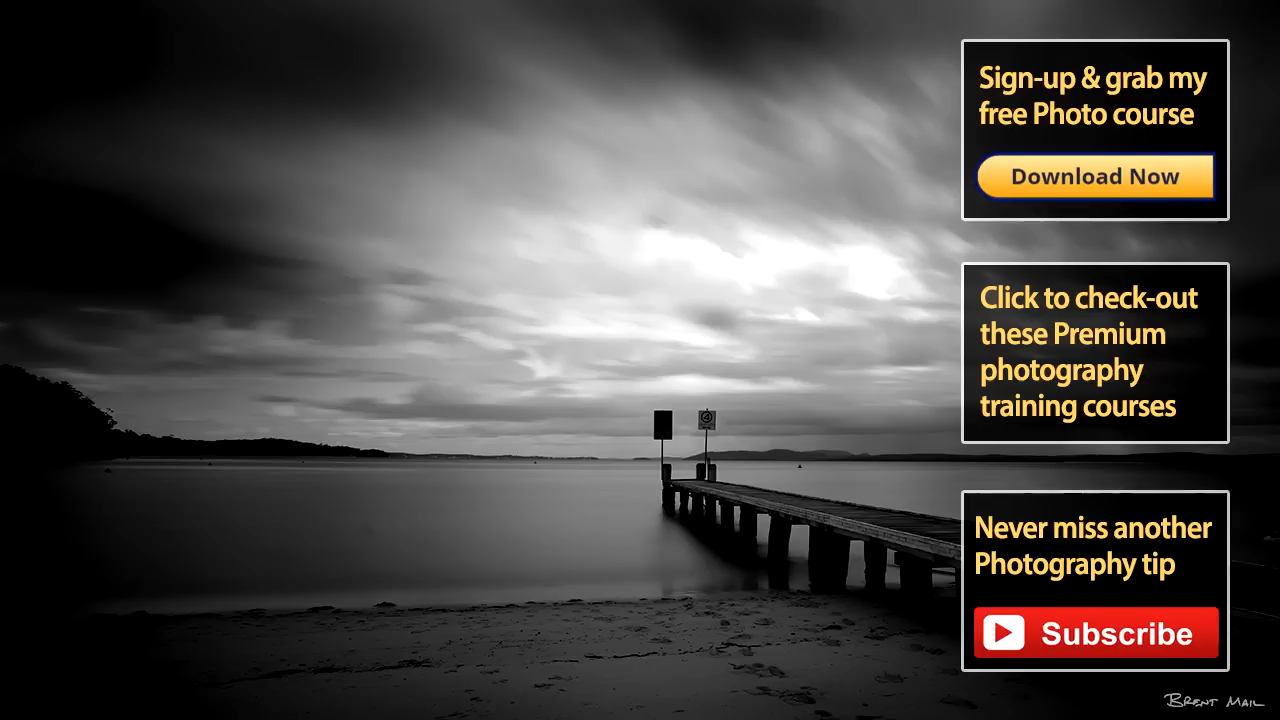 Sign-up & grab my
free Photo course
Download Now
Click to check-out
these Premium
photography
training courses
Never miss another
Photography tip
Subscribe
4
BRENT MAIL